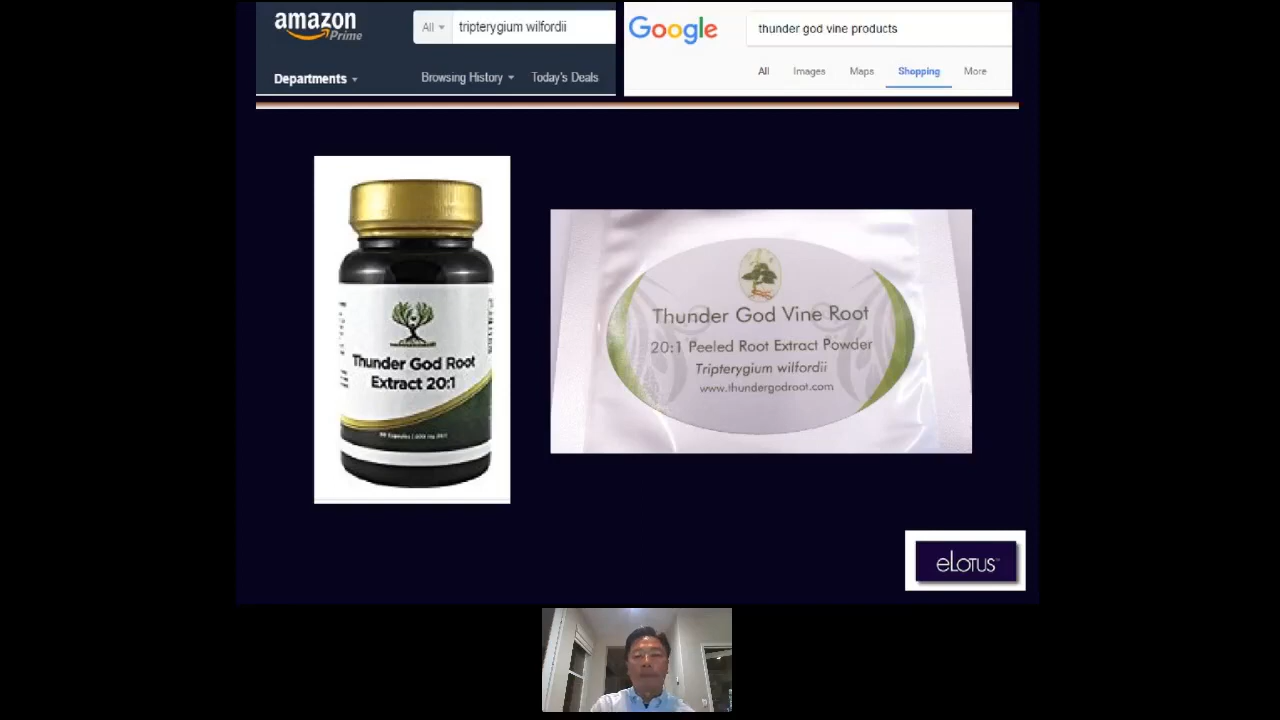 amazon
Prime
All
tripterygium wilfordii
Departments
Browsing History
Today's Deals
Google
thunder god vine products
All
Images
Maps
Shopping
More
Thunder God Root
Extract 20:1
Thunder God Vine Root
20:1 Peeled Root Extract Powder
Tripterygium wilfordii
www.thundergodroot.com
eLOTUS